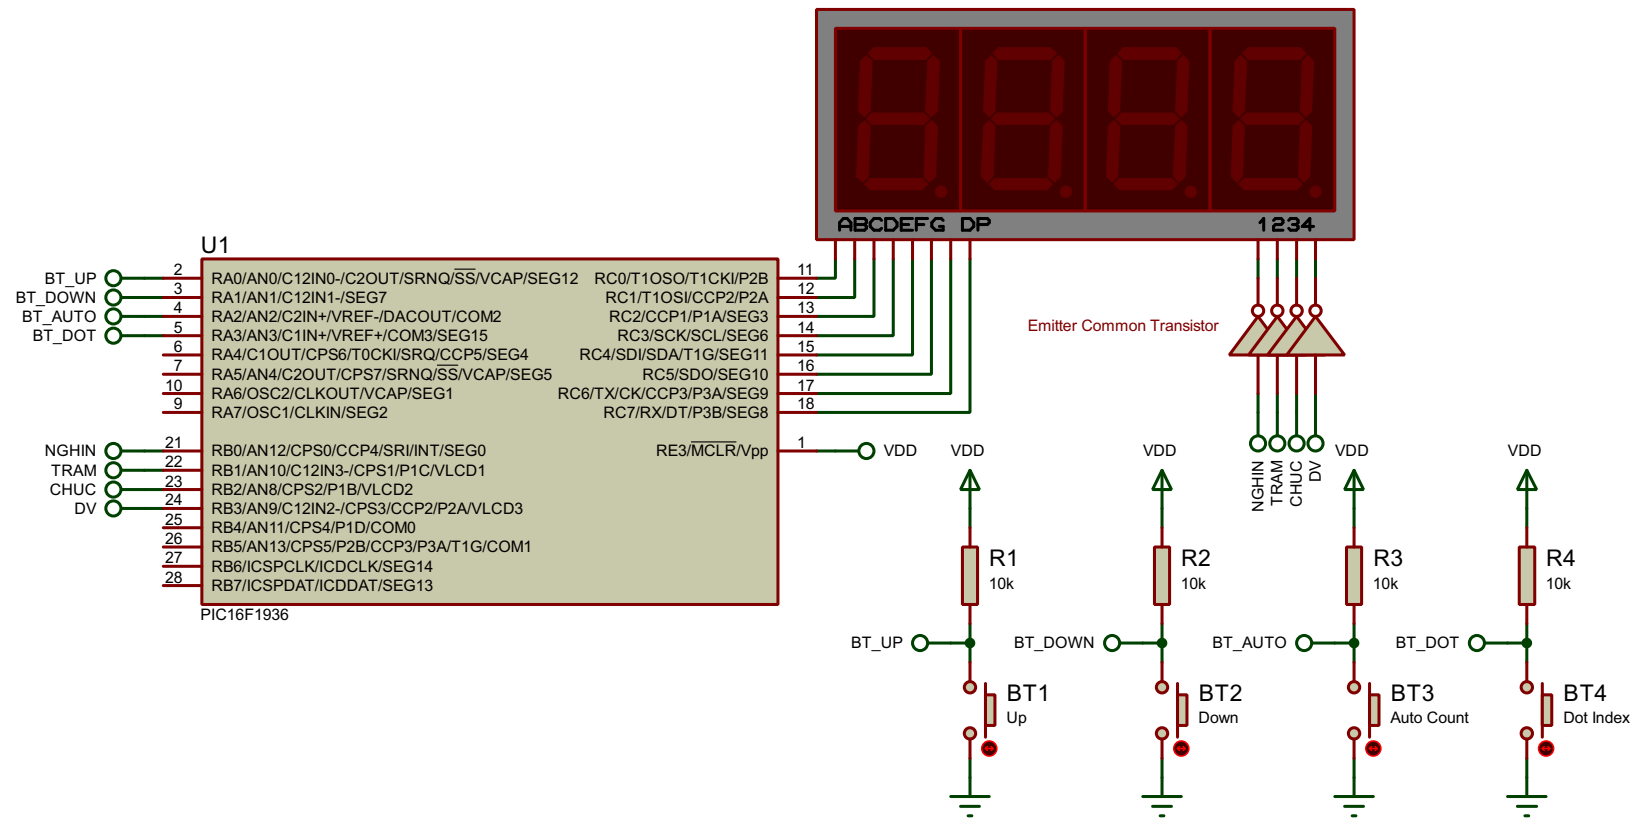 ABCDEFG DP
1234
U1
BT_UP
BT_DOWN
BT_AUTO
BT_DOT
2
3
4
5
6
7
10
9
RA0/AN0/C12IN0-/C2OUT/SRNQ/SS/VCAP/SEG12
RA1/AN1/C12IN1-/SEG7
RA2/AN2/C2IN+/VREF-/DACOUT/COM2
RA3/AN3/C1IN+/VREF+/COM3/SEG15
RA4/C1OUT/CPS6/T0CKI/SRQ/CCP5/SEG4
RA5/AN4/C2OUT/CPS7/SRNQ/SS/VCAP/SEG5
RA6/OSC2/CLKOUT/VCAP/SEG1
RA7/OSC1/CLKIN/SEG2
RC0/T1OSO/T1CKI/P2B
RC1/T1OSI/CCP2/P2A
RC2/CCP1/P1A/SEG3
RC3/SCK/SCL/SEG6
RC4/SDI/SDA/T1G/SEG11
RC5/SDO/SEG10
RC6/TX/CK/CCP3/P3A/SEG9
RC7/RX/DT/P3B/SEG8
11
12
13
14
15
16
17
18
Emitter Common Transistor
NGHIN
TRAM
CHUC
DV
21
22
23
24
25
26
27
28
RB0/AN12/CPS0/CCP4/SRI/INT/SEG0
RB1/AN10/C12IN3-/CPS1/P1C/VLCD1
RB2/AN8/CPS2/P1B/VLCD2
RB3/AN9/C12IN2-/CPS3/CCP2/P2A/VLCD3
RB4/AN11/CPS4/P1D/COM0
RB5/AN13/CPS5/P2B/CCP3/P3A/T1G/COM1
RB6/ICSPCLK/ICDCLK/SEG14
RB7/ICSPDAT/ICDDAT/SEG13
RE3/MCLR/Vpp
1
VDD
PIC16F1936
NGHIN
TRAM
CHUC
DV
VDD
VDD
VDD
VDD
R1
10k
R2
10k
R3
10k
R4
10k
BT_UP
BT_DOWN
BT_AUTO
BT_DOT
BT1
Up
BT2
Down
BT3
Auto Count
BT4
Dot Index